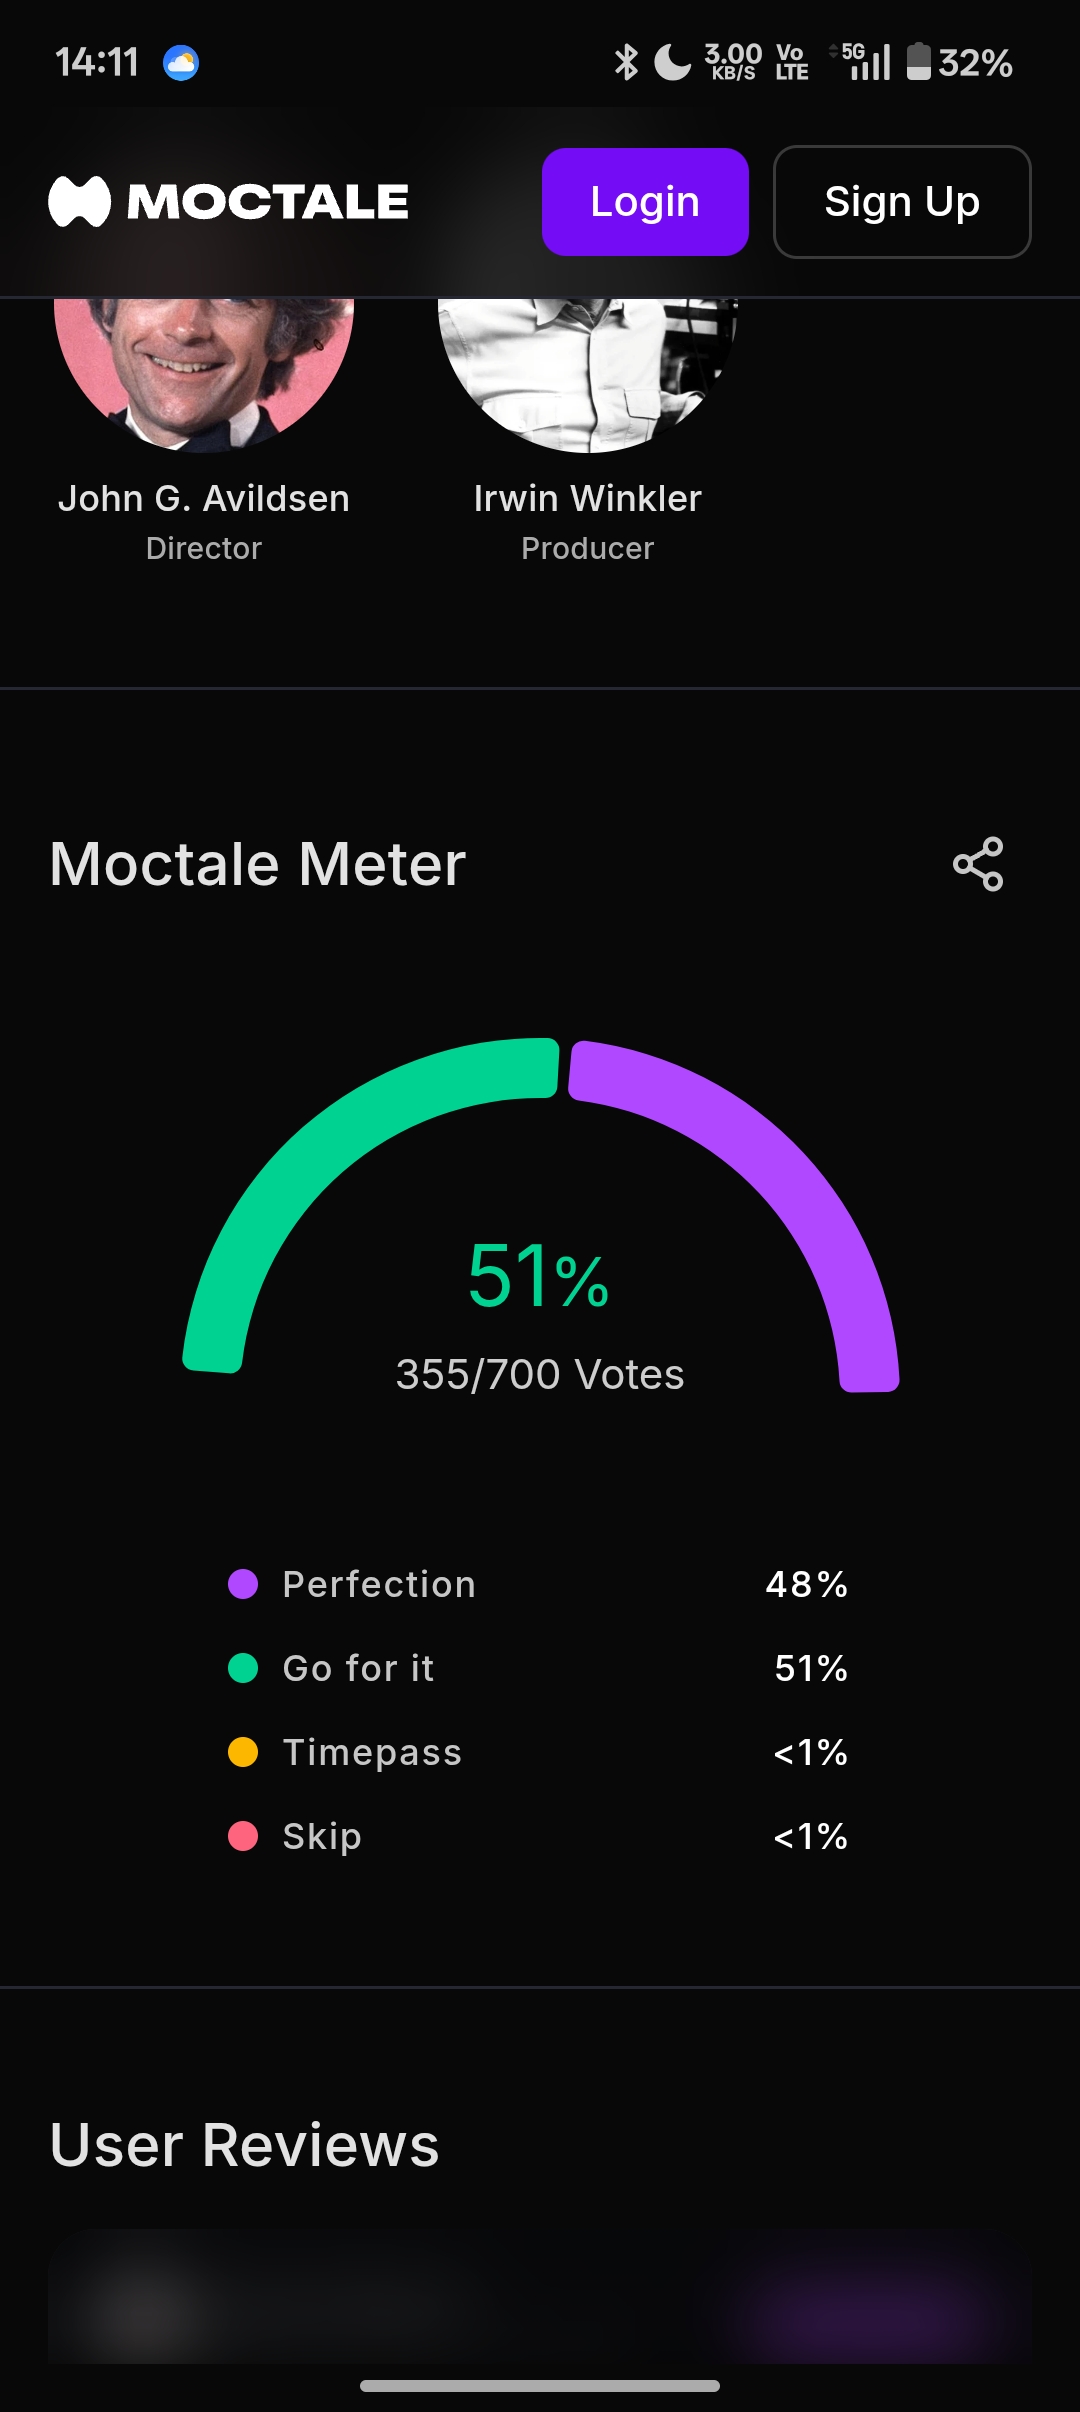 14:11
3.00 KB/S Vo LTE 5G 32%
MOCTALE
Login
Sign Up
John G. Avildsen
Director
Irwin Winkler
Producer
Moctale Meter
51%
355/700 Votes
Perfection 48%
Go for it 51%
Timepass <1%
Skip <1%
User Reviews